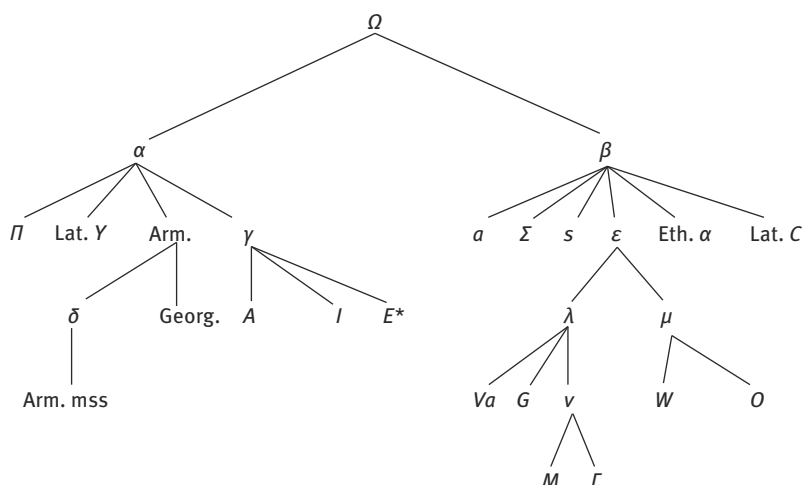 Ω
α β
Π Lat. Y Arm. γ a Σ s ε Eth. α Lat. C
δ Georg. A I E* λ μ
Arm. mss Va G ν W O
M Γ